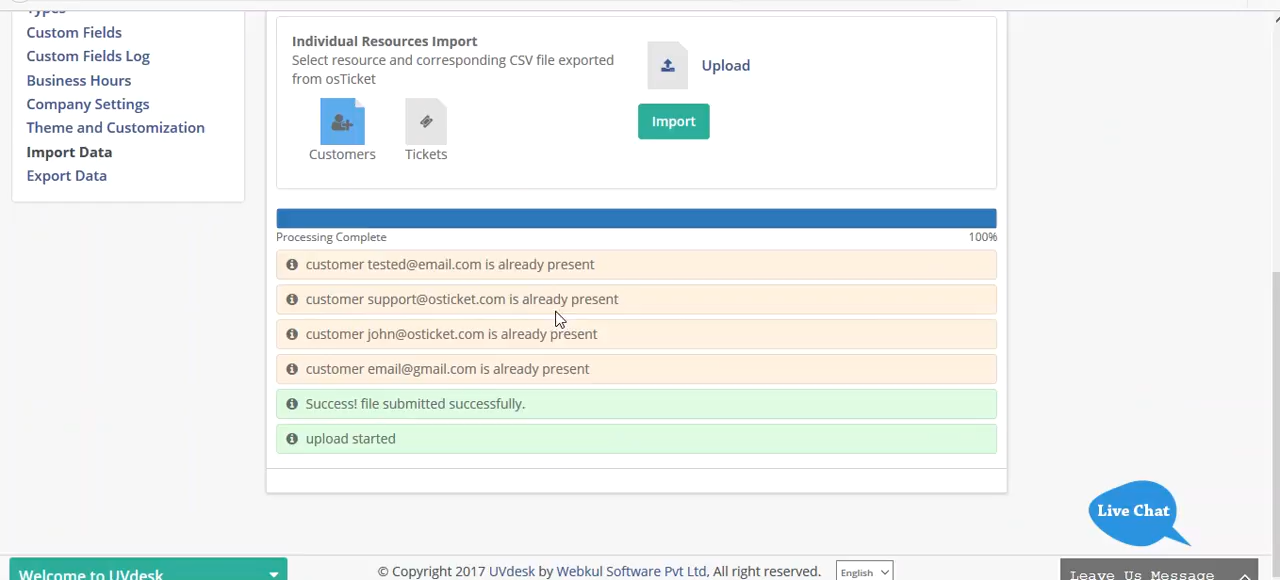 Types
Custom Fields
Custom Fields Log
Business Hours
Company Settings
Theme and Customization
Import Data
Export Data
Individual Resources Import
Select resource and corresponding CSV file exported
from osTicket
Customers
Tickets
Upload
Import
Processing Complete
100%
customer tested@email.com is already present
customer support@osticket.com is already present
customer john@osticket.com is already present
customer email@gmail.com is already present
Success! file submitted successfully.
upload started
Live Chat
Welcome to UVdesk
© Copyright 2017 UVdesk by Webkul Software Pvt Ltd, All right reserved.
English
Leave Us Message